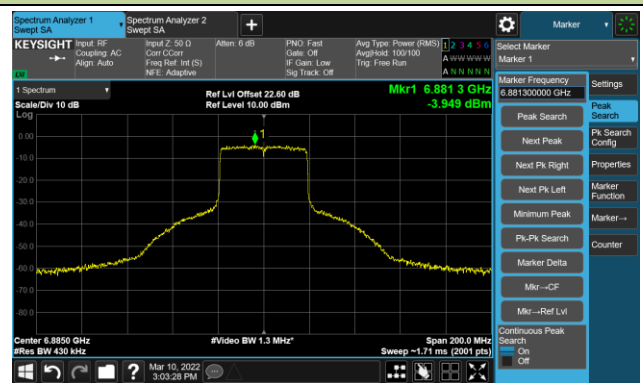 Spectrum Analyzer 1
Swept SA
Spectrum Analyzer 2
Swept SA
+
Marker
KEYSIGHT
Input: RF
Coupling: AC
Align: Auto
Input Z: 50 Ω
Corr CCorr
Freq Ref: Int (S)
NFE: Adaptive
Atten: 6 dB
PNO: Fast
Gate: Off
IF Gain: Low
Sig Track: Off
Avg Type: Power (RMS)
Avg|Hold: 100/100
Trig: Free Run
1 2 3 4 5 6
A W W W W W
A N N N N N
LW
Select Marker
Marker 1
1 Spectrum
Scale/Div 10 dB
Log
Ref Lvl Offset 22.60 dB
Ref Level 10.00 dBm
Mkr1 6.881 3 GHz
-3.949 dBm
1
0.00
-10.0
-20.0
-30.0
-40.0
-50.0
-60.0
-70.0
-80.0
Center 6.8850 GHz
#Res BW 430 kHz
#Video BW 1.3 MHz*
Span 200.0 MHz
Sweep ~1.71 ms (2001 pts)
Marker Frequency
6.881300000 GHz
Peak Search
Next Peak
Next Pk Right
Next Pk Left
Minimum Peak
Pk-Pk Search
Marker Delta
Mkr→CF
Mkr→Ref Lvl
Continuous Peak
Search
On
Off
Settings
Peak
Search
Pk Search
Config
Properties
Marker
Function
Marker→
Counter
?
Mar 10, 2022
3:03:28 PM